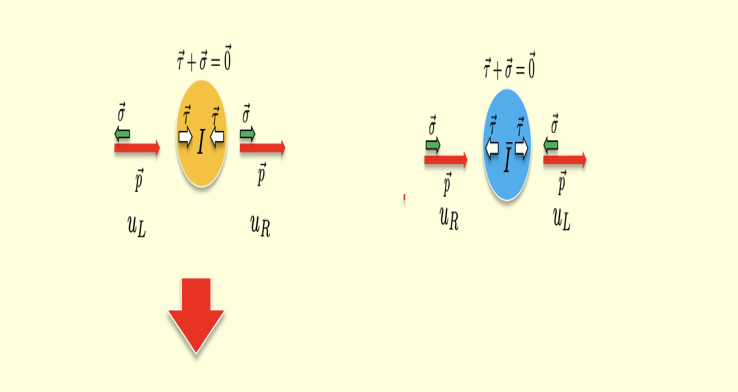 τ⃗ + σ⃗ = 0⃗
σ⃗ τ⃗ τ⃗ σ⃗
I
p⃗ p⃗
u_L u_R
τ⃗ + σ⃗ = 0⃗
σ⃗ τ⃗ τ⃗ σ⃗
Ī
p⃗ p⃗
u_R u_L